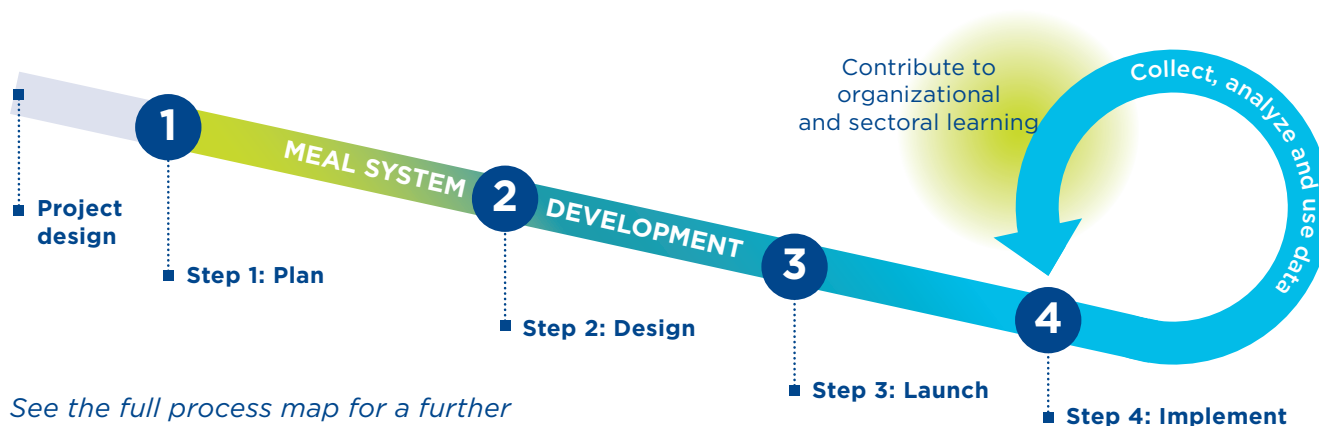 Contribute to
organizational
and sectoral learning
Collect, analyze and use data
1
MEAL SYSTEM
2
DEVELOPMENT
3
4
Project
design
Step 1: Plan
Step 2: Design
Step 3: Launch
Step 4: Implement
See the full process map for a further